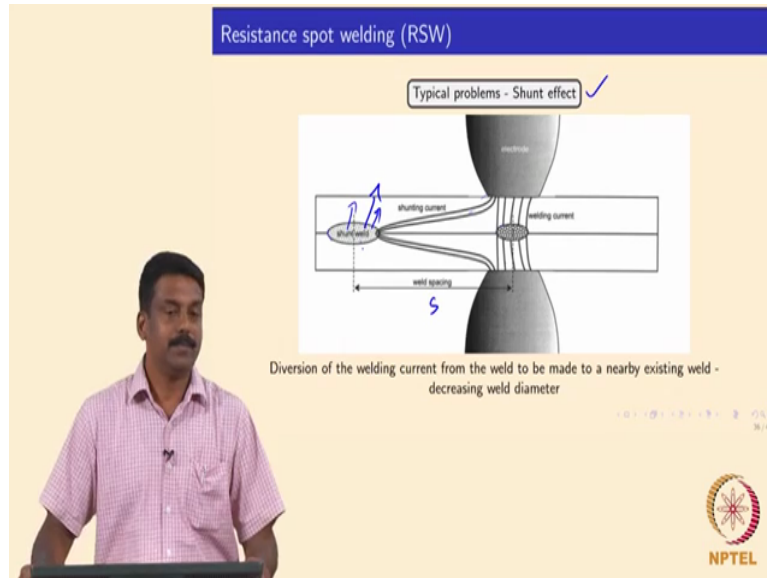 Resistance spot welding (RSW)
Typical problems - Shunt effect
electrode
shunting current
welding current
shunt weld
weld spacing
S
Diversion of the welding current from the weld to be made to a nearby existing weld -
decreasing weld diameter
NPTEL